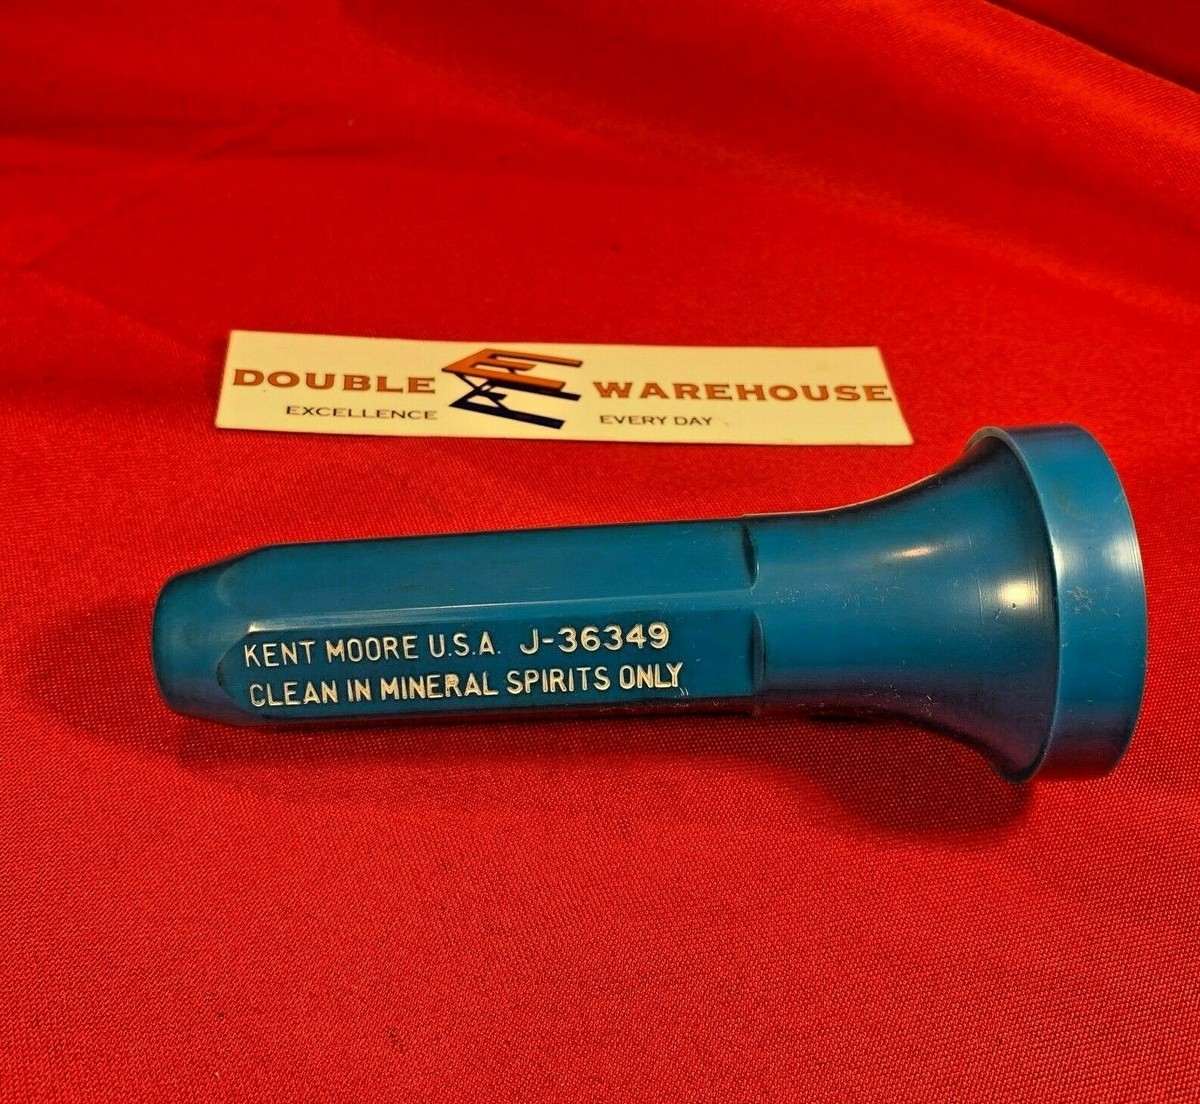 DOUBLE WAREHOUSE
EXCELLENCE EVERY DAY
KENT MOORE U.S.A. J-36349
CLEAN IN MINERAL SPIRITS ONLY